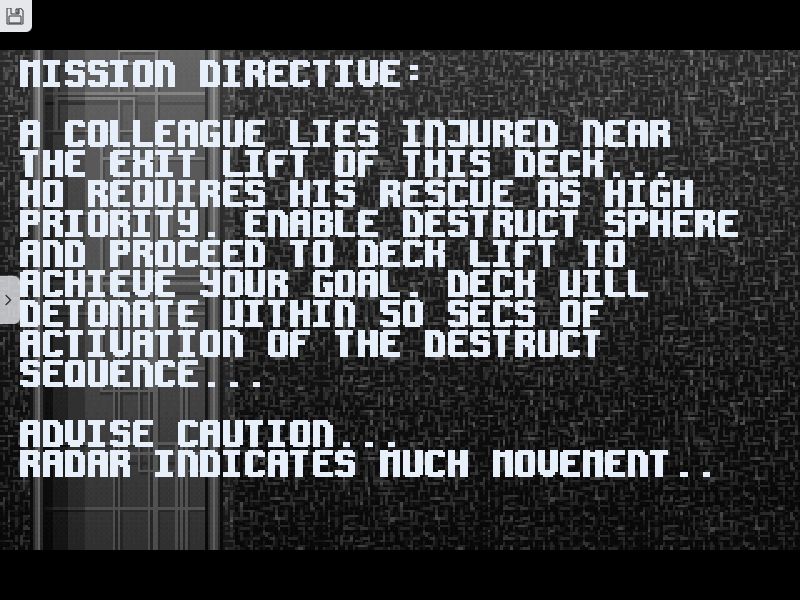 MISSION DIRECTIVE:
A COLLEAGUE LIES INJURED NEAR
THE EXIT LIFT OF THIS DECK...
HQ REQUIRES HIS RESCUE AS HIGH
PRIORITY. ENABLE DESTRUCT SPHERE
AND PROCEED TO DECK LIFT TO
ACHIEVE YOUR GOAL. DECK WILL
DETONATE WITHIN 50 SECS OF
ACTIVATION OF THE DESTRUCT
SEQUENCE...
ADVISE CAUTION...
RADAR INDICATES MUCH MOVEMENT..